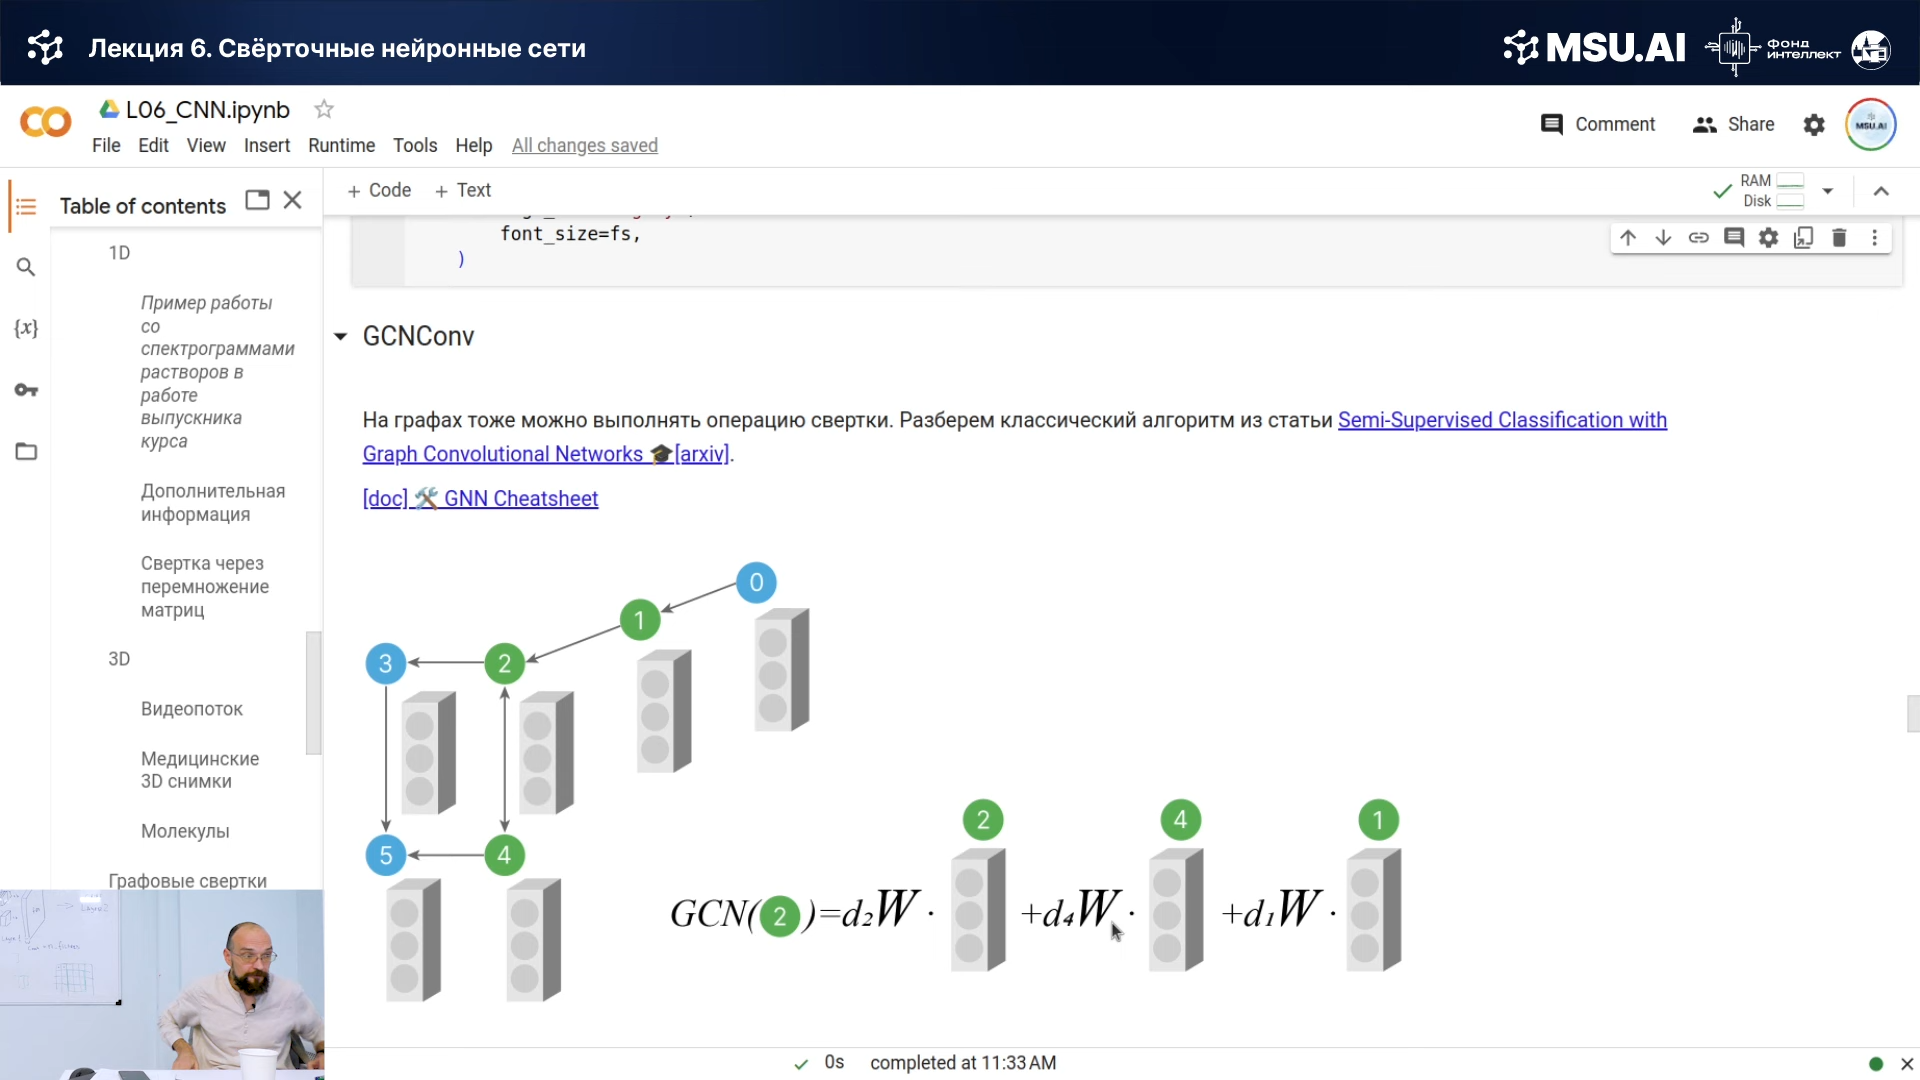 Лекция 6. Свёрточные нейронные сети
MSU.AI
ФОНД
ИНТЕЛЛЕКТ
L06_CNN.ipynb
File Edit View Insert Runtime Tools Help All changes saved
Comment
Share
MSU.AI
Table of contents
+ Code + Text
RAM
Disk
1D
Пример работы
со
спектрограммами
растворов в
работе
выпускника
курса
Дополнительная
информация
Свертка через
перемножение
матриц
3D
Видеопоток
Медицинские
3D снимки
Молекулы
Графовые свертки
{x}
font_size=fs,
)
GCNConv
На графах тоже можно выполнять операцию свертки. Разберем классический алгоритм из статьи Semi-Supervised Classification with
Graph Convolutional Networks 🎓[arxiv].
[doc] 🛠️ GNN Cheatsheet
0
1
3 2
5 4
2 4 1
GCN(2)=d₂W · +d₄W · +d₁W ·
0s completed at 11:33 AM